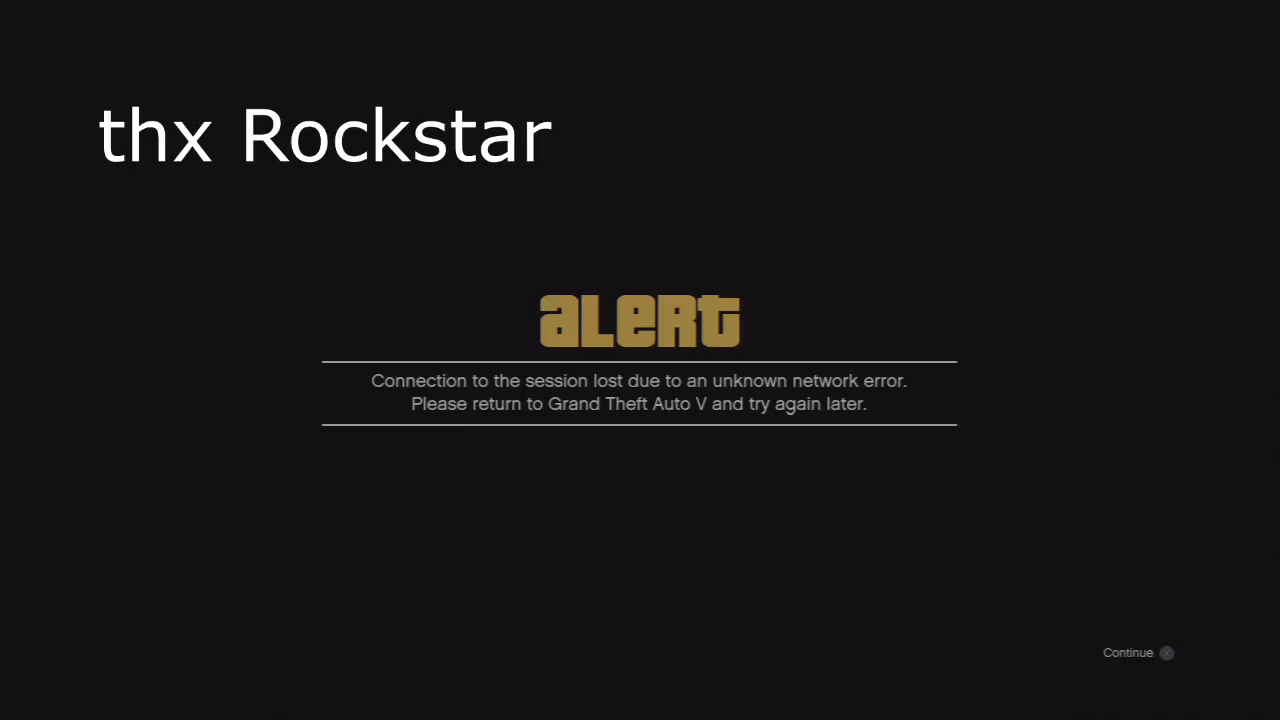 thx Rockstar
aLeRt
Connection to the session lost due to an unknown network error.
Please return to Grand Theft Auto V and try again later.
Continue